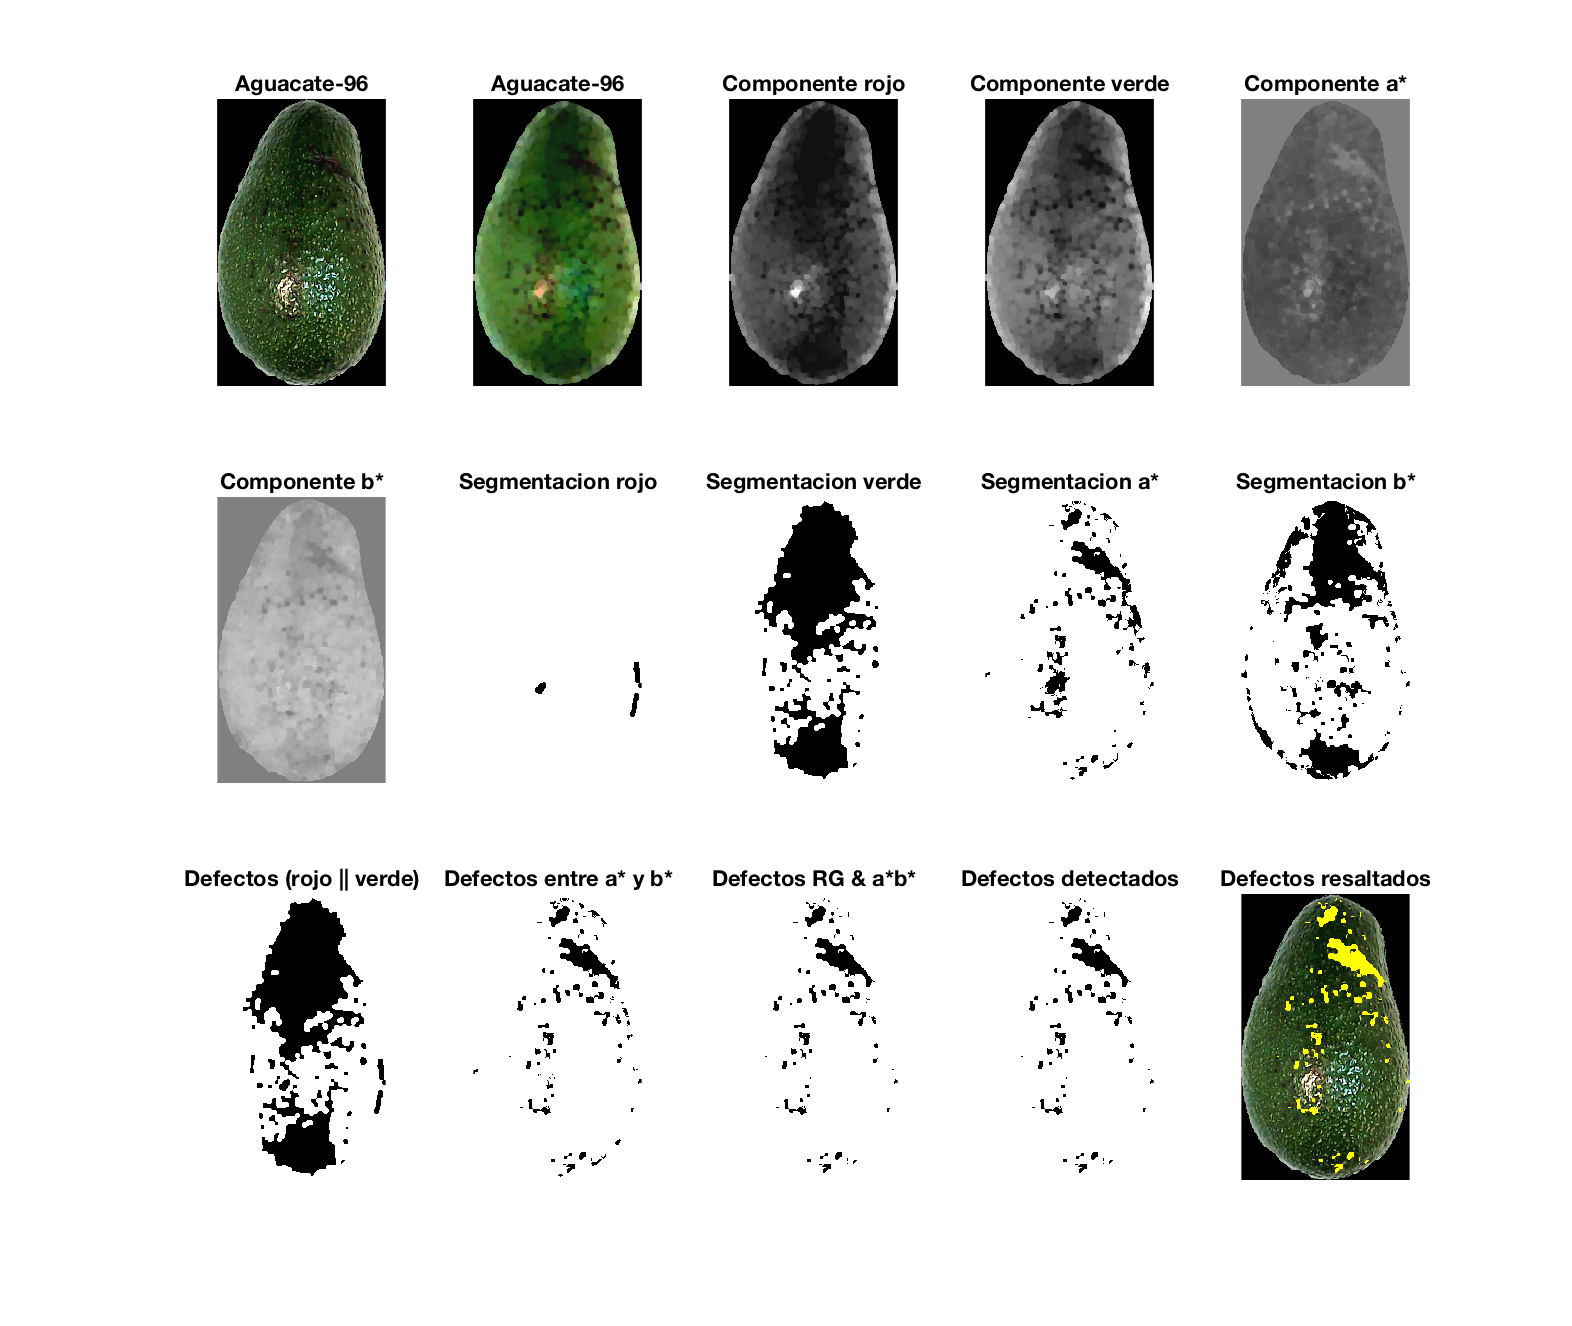 Aguacate-96
Aguacate-96
Componente rojo
Componente verde
Componente a*
Componente b*
Segmentacion rojo
Segmentacion verde
Segmentacion a*
Segmentacion b*
Defectos (rojo || verde)
Defectos entre a* y b*
Defectos RG & a*b*
Defectos detectados
Defectos resaltados